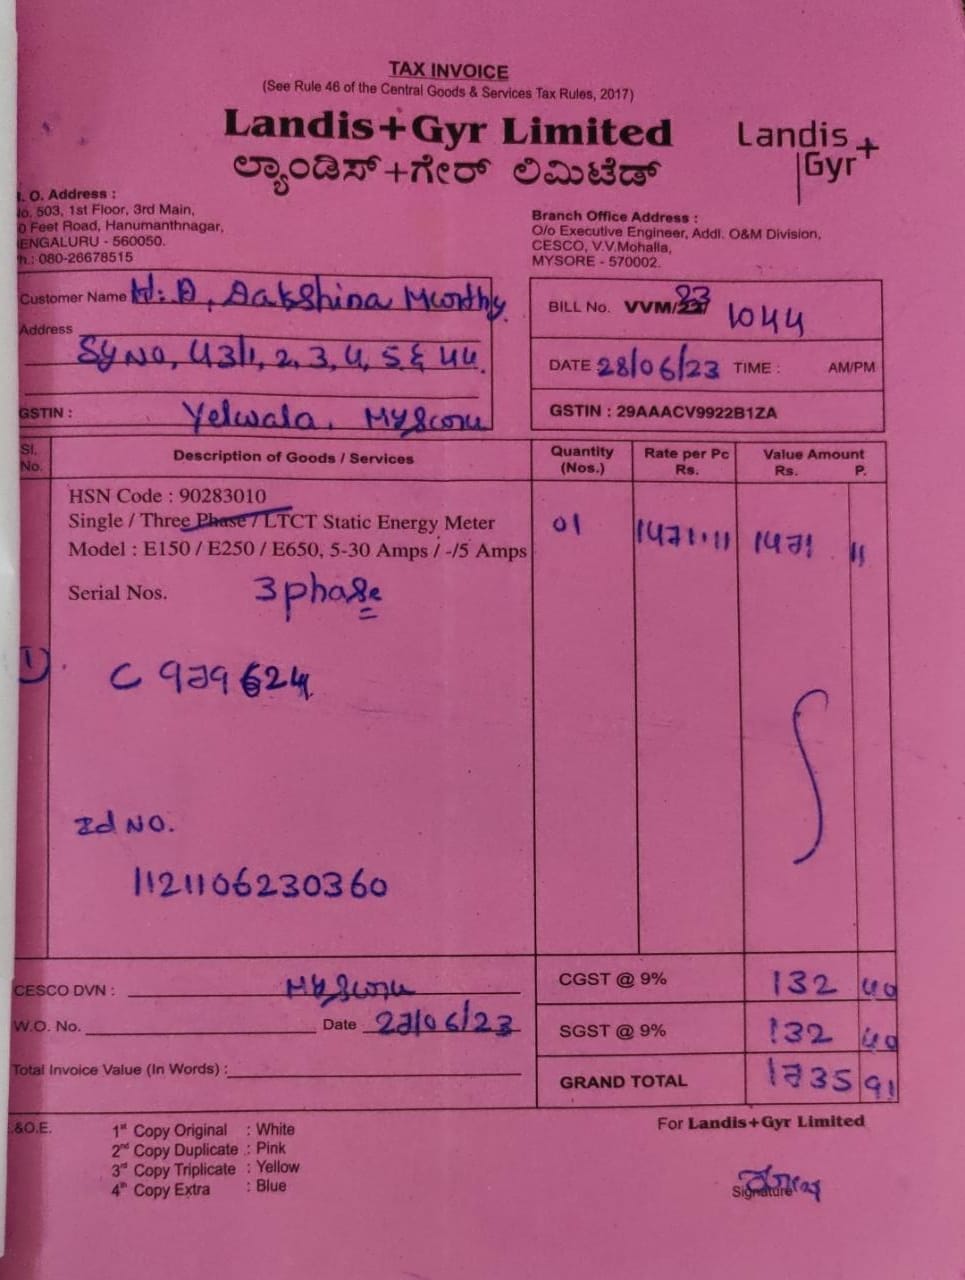 TAX INVOICE
(See Rule 46 of the Central Goods & Services Tax Rules, 2017)
Landis+Gyr Limited
ಲ್ಯಾಂಡಿಸ್+ಗೇರ್ ಲಿಮಿಟೆಡ್
Landis
Gyr+
. O. Address :
No. 503, 1st Floor, 3rd Main,
0 Feet Road, Hanumanthnagar,
ENGALURU - 560050.
h.: 080-26678515
Branch Office Address :
O/o Executive Engineer, Addl. O&M Division,
CESCO, V.V.Mohalla,
MYSORE - 570002.
Customer Name H. D, Dakshina Murthy
Address
Sy No, 43/1, 2, 3, 4, 5 & 44.
GSTIN : Yelwala, Mysoru
BILL No. VVM/23 1044
DATE 28/06/23 TIME : AM/PM
GSTIN : 29AAACV9922B1ZA
Sl. No. Description of Goods / Services Quantity (Nos.) Rate per Pc Rs. Value Amount Rs. P.
HSN Code : 90283010
Single / Three Phase / LTCT Static Energy Meter 01 1471.11 1471 11
Model : E150 / E250 / E650, 5-30 Amps / -/5 Amps
Serial Nos. 3 phase
1) C 979624
Id NO.
1121106230360
CESCO DVN : Mysoru
W.O. No. Date 27/06/23
Total Invoice Value (In Words) :
CGST @ 9% 132 40
SGST @ 9% 132 40
GRAND TOTAL 1735 91
.&O.E.
1st Copy Original : White
2nd Copy Duplicate : Pink
3rd Copy Triplicate : Yellow
4th Copy Extra : Blue
For Landis+Gyr Limited
Signature